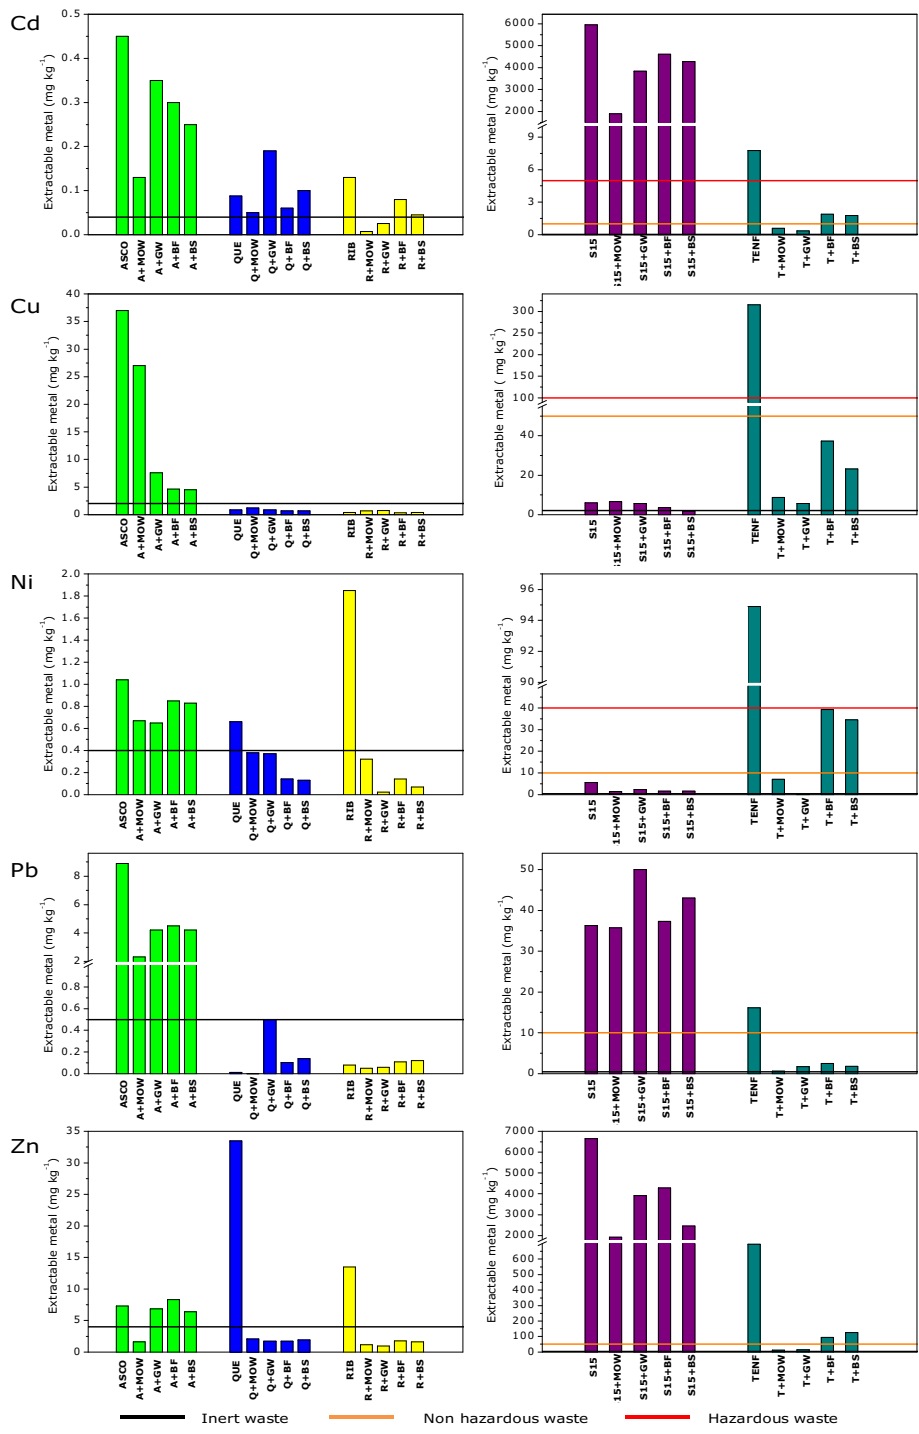 Cd
Extractable metal (mg kg-1)
0.5
0.4
0.3
0.2
0.1
0.0
ASCO
A+MOW
A+GW
A+BF
A+BS
QUE
Q+MOW
Q+GW
Q+BF
Q+BS
RIB
R+MOW
R+GW
R+BF
R+BS
Extractable metal (mg kg-1)
6000
5000
4000
3000
2000
9
6
3
0
S15
S15+MOW
S15+GW
S15+BF
S15+BS
TENF
T+MOW
T+GW
T+BF
T+BS
Cu
Extractable metal (mg kg-1)
40
35
30
25
20
15
10
5
0
ASCO
A+MOW
A+GW
A+BF
A+BS
QUE
Q+MOW
Q+GW
Q+BF
Q+BS
RIB
R+MOW
R+GW
R+BF
R+BS
Extractable metal ( mg kg-1)
300
250
200
150
100
40
20
0
S15
S15+MOW
S15+GW
S15+BF
S15+BS
TENF
T+MOW
T+GW
T+BF
T+BS
Ni
Extractable metal (mg kg-1)
2.0
1.8
1.6
1.4
1.2
1.0
0.8
0.6
0.4
0.2
0.0
ASCO
A+MOW
A+GW
A+BF
A+BS
QUE
Q+MOW
Q+GW
Q+BF
Q+BS
RIB
R+MOW
R+GW
R+BF
R+BS
Extractable metal (mg kg-1)
96
94
92
90
40
30
20
10
0
S15
15+MOW
S15+GW
S15+BF
S15+BS
TENF
T+MOW
T+GW
T+BF
T+BS
Pb
Extractable metal (mg kg-1)
8
6
4
2
0.8
0.6
0.4
0.2
0.0
ASCO
A+MOW
A+GW
A+BF
A+BS
QUE
Q+MOW
Q+GW
Q+BF
Q+BS
RIB
R+MOW
R+GW
R+BF
R+BS
Extractable metal (mg kg-1)
50
40
30
20
10
0
S15
15+MOW
S15+GW
S15+BF
S15+BS
TENF
T+MOW
T+GW
T+BF
T+BS
Zn
Extractable metal (mg kg-1)
35
30
25
20
15
10
5
0
ASCO
A+MOW
A+GW
A+BF
A+BS
QUE
Q+MOW
Q+GW
Q+BF
Q+BS
RIB
R+MOW
R+GW
R+BF
R+BS
Extractable metal (mg kg-1)
7000
6000
5000
4000
3000
2000
600
500
400
300
200
100
0
S15
15+MOW
S15+GW
S15+BF
S15+BS
TENF
T+MOW
T+GW
T+BF
T+BS
Inert waste
Non hazardous waste
Hazardous waste